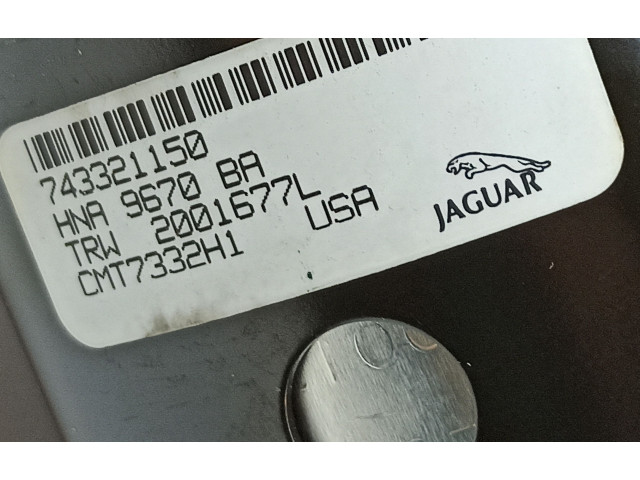 743321150
HNA 9670 BA
TRW 2001677L
CMT7332H1 USA
JAGUAR